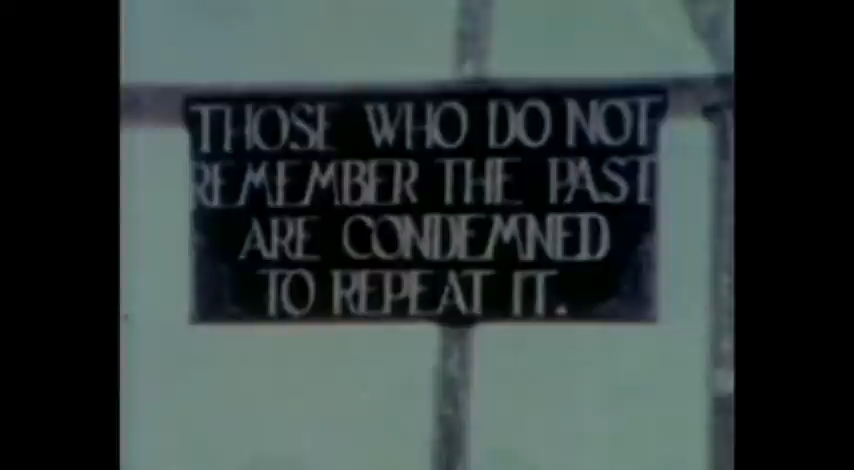 THOSE WHO DO NOT
REMEMBER THE PAST
ARE CONDEMNED
TO REPEAT IT.